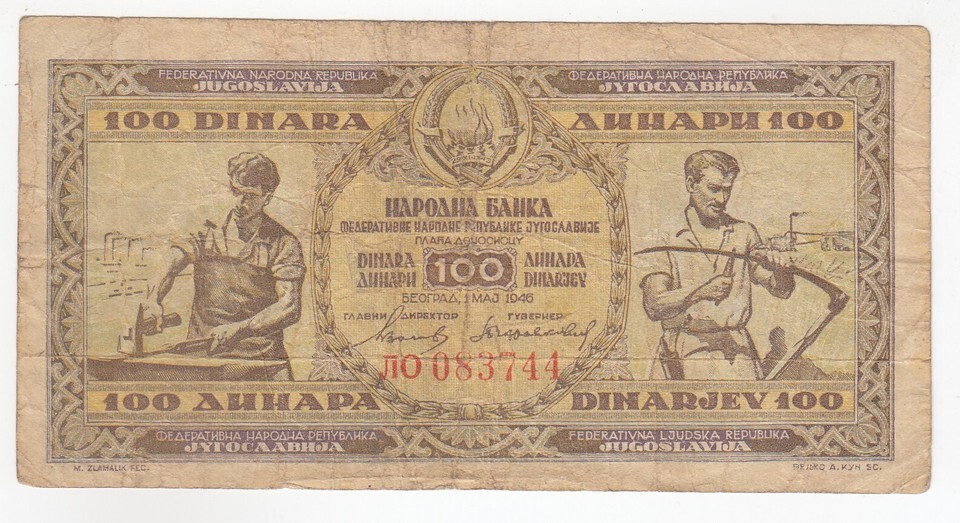 FEDERATIVNA NARODNA REPUBLIKA
JUGOSLAVIJA
ФЕДЕРАТИВНА НАРОДНА РЕПУБЛИКА
ЈУГОСЛАВИЈА
100 DINARA
ДИНАРИ 100
НАРОДНА БАНКА
ФЕДЕРАТИВНЕ НАРОДНЕ РЕПУБЛИКЕ ЈУГОСЛАВИЈЕ
ПЛАЋА ДОНОСИОЦУ
DINARA 100 ДИНАРА
ДИНАРИ DINARJEV
БЕОГРАД, 1 МАЈ 1946
ГЛАВНИ ДИРЕКТОР ГУВЕРНЕР
ЛО 083744
100 ДИНАРА
DINARJEV 100
ФЕДЕРАТИВНА НАРОДНА РЕПУБЛИКА
ЈУГОСЛАВИЈА
FEDERATIVNA LJUDSKA REPUBLIKA
JUGOSLAVIJA
M. ZLAMALIK FEC.
ВЕЉКО А. КУН SC.